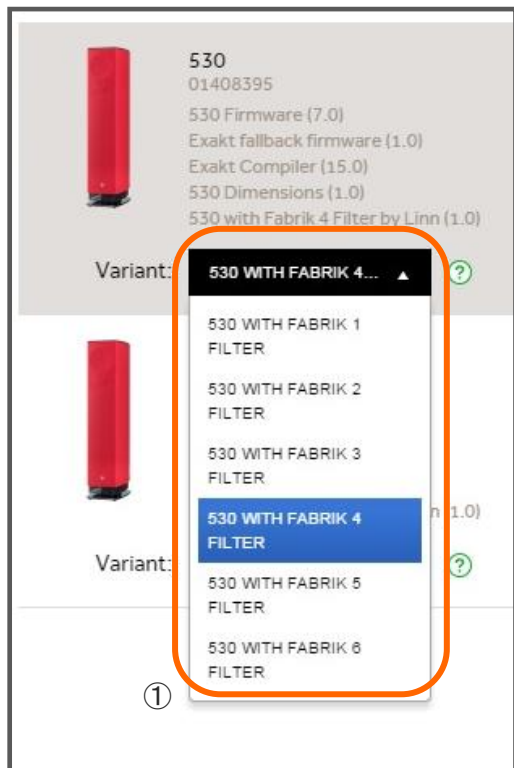 530
01408395
530 Firmware (7.0)
Exakt fallback firmware (1.0)
Exakt Compiler (15.0)
530 Dimensions (1.0)
530 with Fabrik 4 Filter by Linn (1.0)
Variant:
530 WITH FABRIK 4... ▲
?
530 WITH FABRIK 1
FILTER
530 WITH FABRIK 2
FILTER
530 WITH FABRIK 3
FILTER
530 WITH FABRIK 4
FILTER
n (1.0)
Variant:
?
530 WITH FABRIK 5
FILTER
530 WITH FABRIK 6
FILTER
①